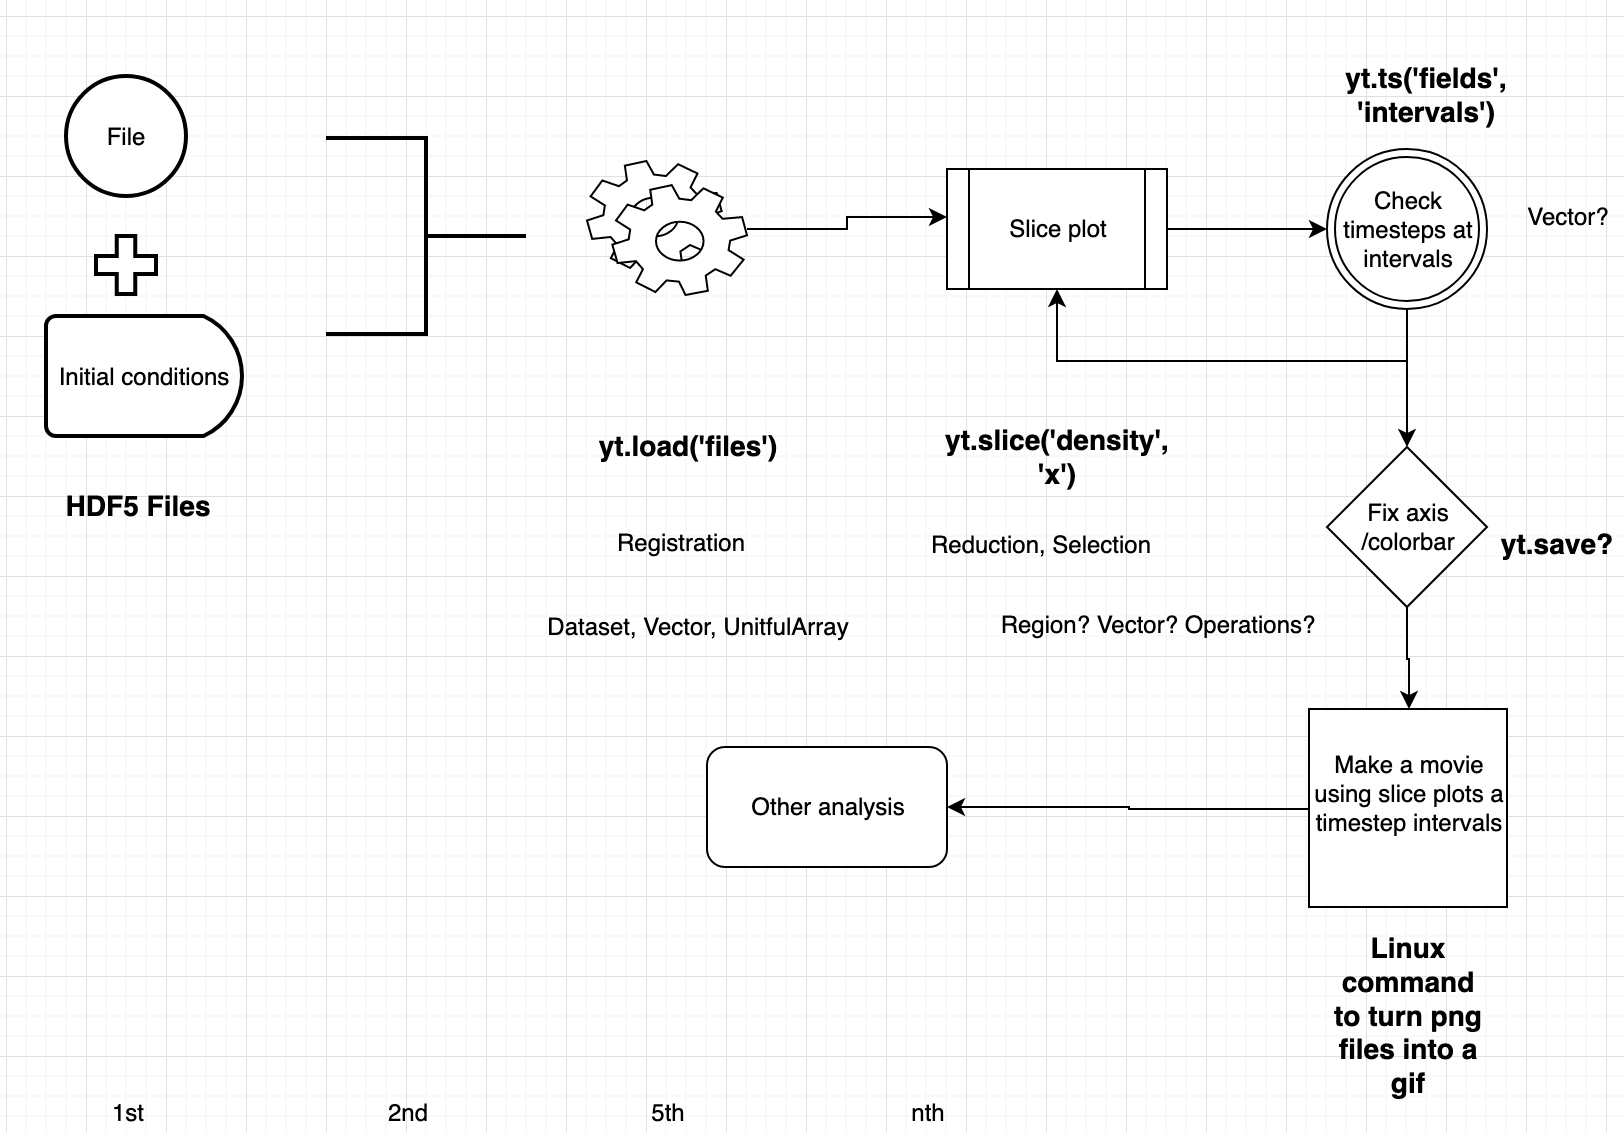 File
Initial conditions
HDF5 Files
yt.load('files')
Registration
Dataset, Vector, UnitfulArray
Slice plot
yt.slice('density',
'x')
Reduction, Selection
Region? Vector? Operations?
yt.ts('fields',
'intervals')
Check
timesteps at
intervals
Vector?
Fix axis
/colorbar
yt.save?
Make a movie
using slice plots a
timestep intervals
Linux
command
to turn png
files into a
gif
Other analysis
1st
2nd
5th
nth